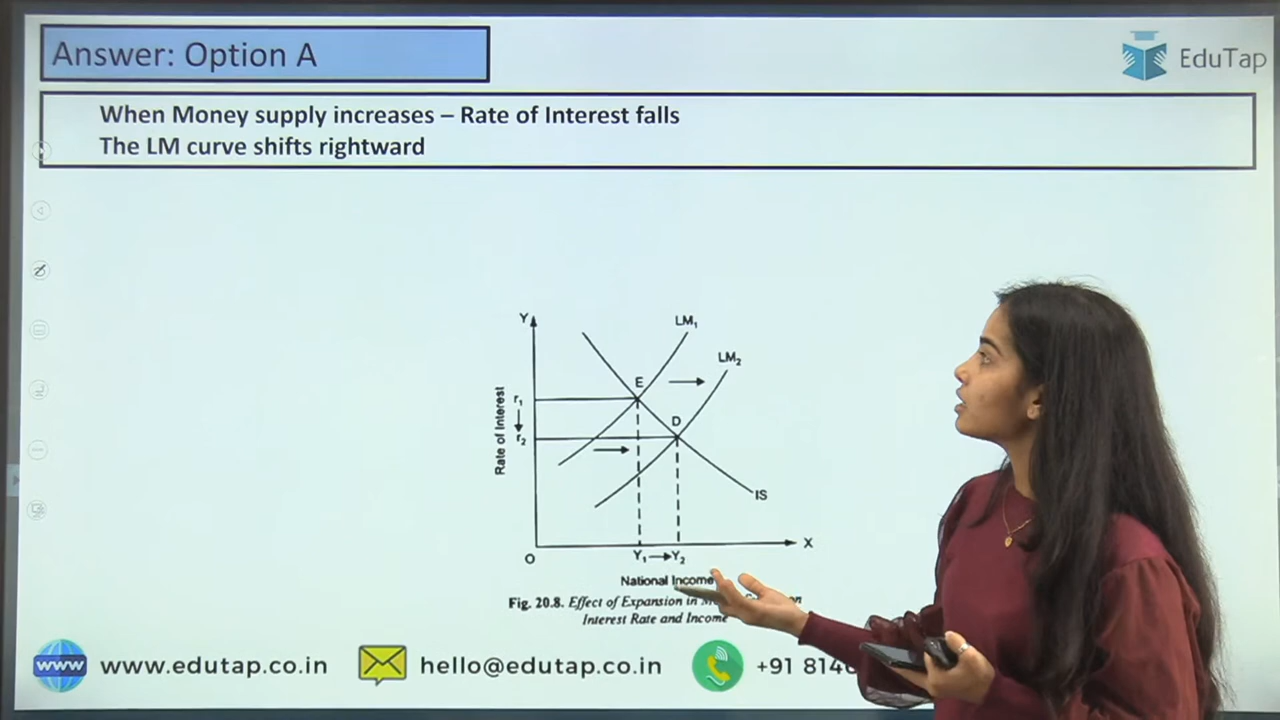 Answer: Option A
EduTap
When Money supply increases – Rate of Interest falls
The LM curve shifts rightward
Y
LM₁
LM₂
E
r₁
D
r₂
Rate of Interest
IS
X
O
Y₁ Y₂
National Income
Fig. 20.8. Effect of Expansion in
Interest Rate and Income
www www.edutap.co.in
hello@edutap.co.in
+91 814